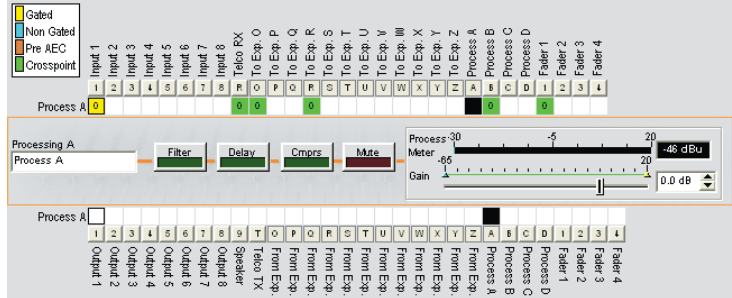 Gated
Non Gated
Pre AEC
Crosspoint
Input 1
Input 2
Input 3
Input 4
Input 5
Input 6
Input 7
Input 8
Telco RX
To Exp. O
To Exp. P
To Exp. Q
To Exp. R
To Exp. S
To Exp. T
To Exp. U
To Exp. V
To Exp. W
To Exp. X
To Exp. Y
To Exp. Z
Process A
Process B
Process C
Process D
Fader 1
Fader 2
Fader 3
Fader 4
1 2 3 4 5 6 7 8 R O P Q R S T U V W X Y Z A B C D 1 2 3 4
Process A 0 0 0 0 0 0
Processing A
Process A
Filter
Delay
Cmprs
Mute
Process Meter
-30 -5 20
-46 dBu
Gain
-65 20
0.0 dB
Process A
1 2 3 4 5 6 7 8 9 T O P Q R S T U V W X Y Z A B C D 1 2 3 4
Output 1
Output 2
Output 3
Output 4
Output 5
Output 6
Output 7
Output 8
Speaker
Telco TX
From Exp.
From Exp.
From Exp.
From Exp.
From Exp.
From Exp.
From Exp.
From Exp.
From Exp.
From Exp.
From Exp.
From Exp.
Process A
Process B
Process C
Process D
Fader 1
Fader 2
Fader 3
Fader 4